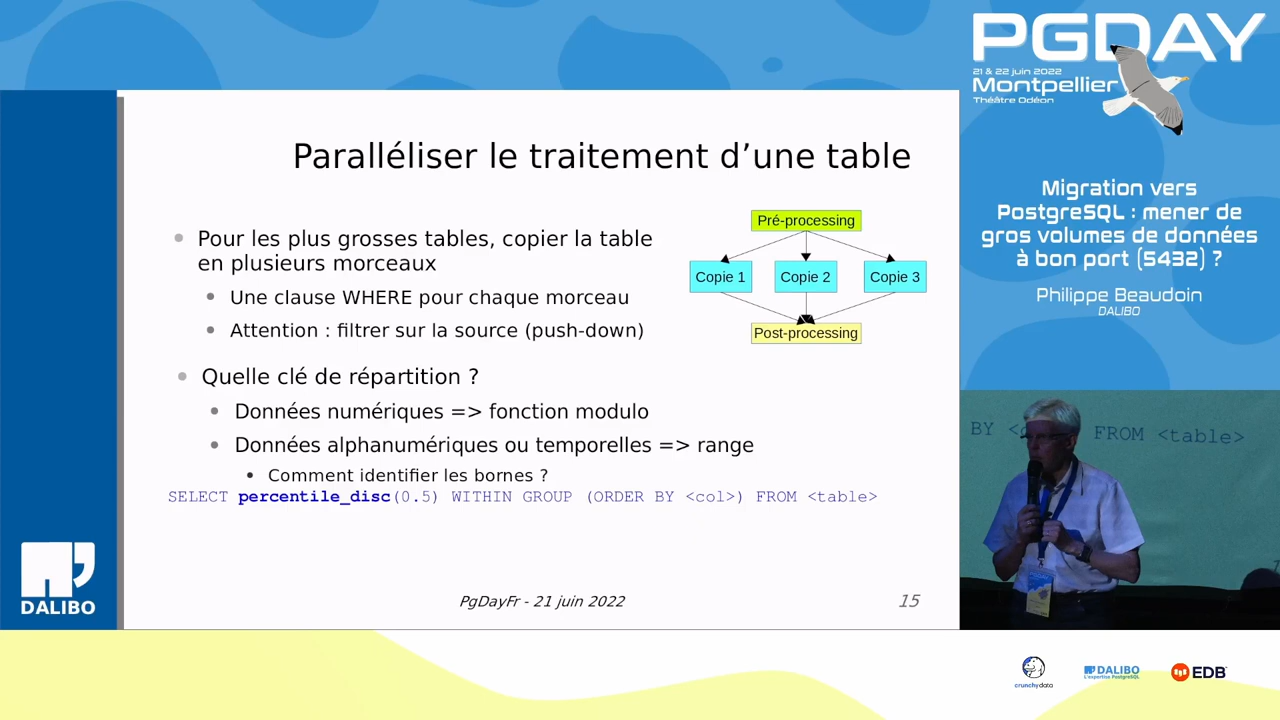 PGDAY
21 & 22 juin 2022
Montpellier
Théâtre Odéon
Paralléliser le traitement d’une table
Pour les plus grosses tables, copier la table
en plusieurs morceaux
Une clause WHERE pour chaque morceau
Attention : filtrer sur la source (push-down)
Pré-processing
Copie 1
Copie 2
Copie 3
Post-processing
Quelle clé de répartition ?
Données numériques => fonction modulo
Données alphanumériques ou temporelles => range
Comment identifier les bornes ?
SELECT percentile_disc(0.5) WITHIN GROUP (ORDER BY <col>) FROM <table>
DALIBO
PgDayFr - 21 juin 2022
15
Migration vers
PostgreSQL : mener de
gros volumes de données
à bon port (5432) ?
Philippe Beaudoin
DALIBO
BY <c FROM <table>
crunchydata
DALIBO
L'expertise PostgreSQL
EDB